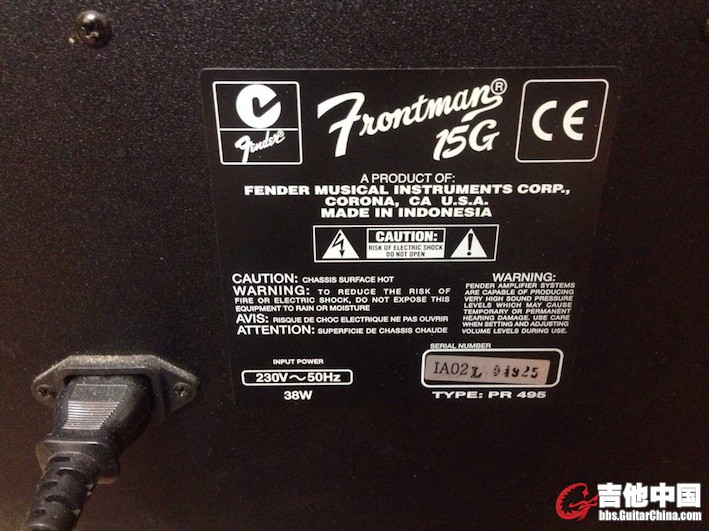 Fender
Frontman®
15G
CE
A PRODUCT OF:
FENDER MUSICAL INSTRUMENTS CORP.,
CORONA, CA U.S.A.
MADE IN INDONESIA
CAUTION:
RISK OF ELECTRIC SHOCK
DO NOT OPEN
CAUTION: CHASSIS SURFACE HOT
WARNING: TO REDUCE THE RISK OF
FIRE OR ELECTRIC SHOCK, DO NOT EXPOSE THIS
EQUIPMENT TO RAIN OR MOISTURE
AVIS: RISQUE DE CHOC ELECTRIQUE NE PAS OUVRIR
ATTENTION: SUPERFICIE DE CHASSIS CHAUDE
WARNING:
FENDER AMPLIFIER SYSTEMS
ARE CAPABLE OF PRODUCING
VERY HIGH SOUND PRESSURE
LEVELS WHICH MAY CAUSE
TEMPORARY OR PERMANENT
HEARING DAMAGE. USE CARE
WHEN SETTING AND ADJUSTING
VOLUME LEVELS DURING USE.
INPUT POWER
230V~50Hz
38W
SERIAL NUMBER
IA02L 04925
TYPE: PR 495
吉他中国
bbs.GuitarChina.com